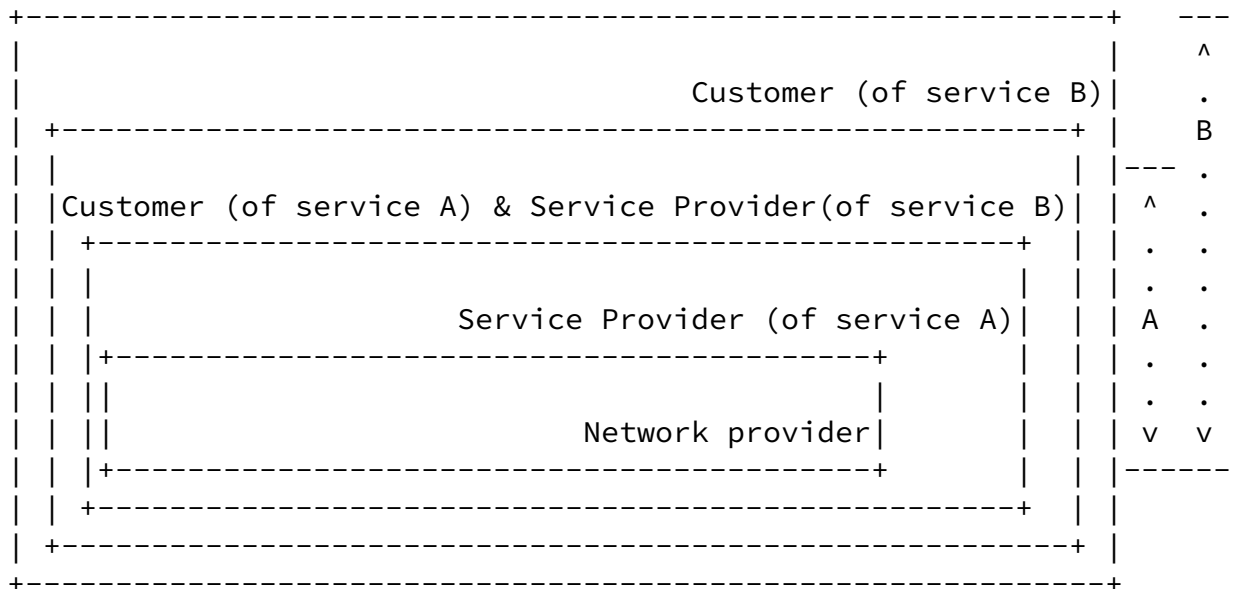 Customer (of service B)
B
Customer (of service A) & Service Provider(of service B)
Service Provider (of service A)
A
Network provider
v v